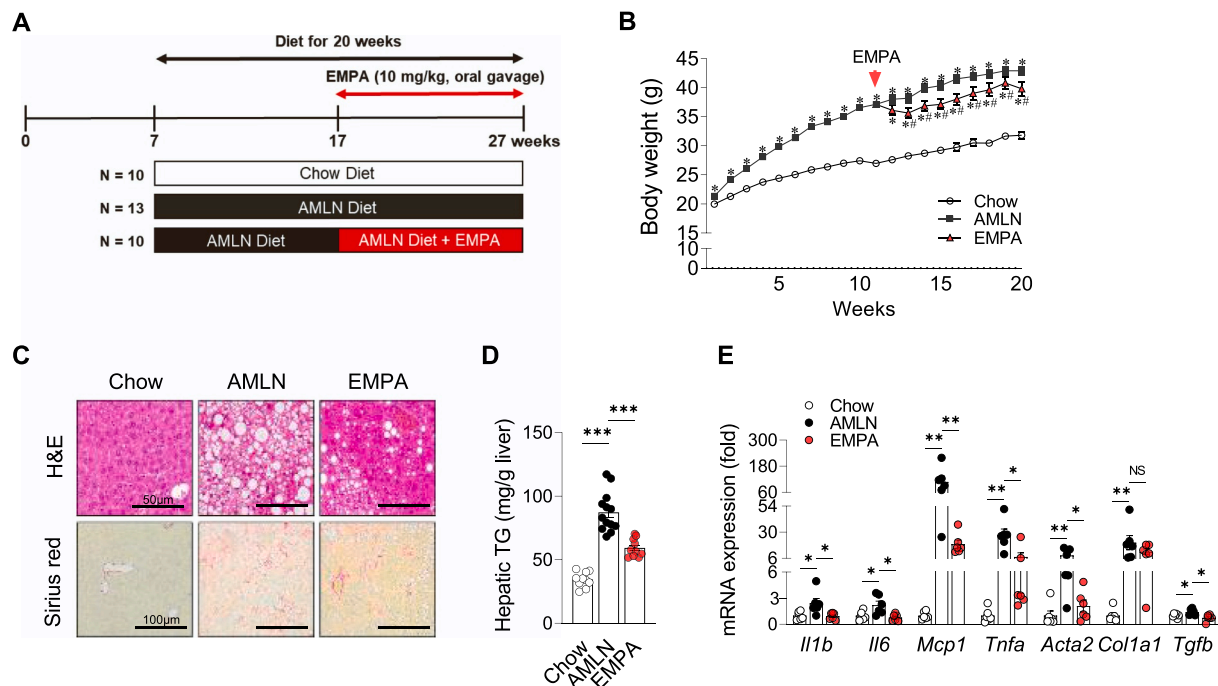 A
Diet for 20 weeks
EMPA (10 mg/kg, oral gavage)
0 7 17 27 weeks
N = 10 Chow Diet
N = 13 AMLN Diet
N = 10 AMLN Diet AMLN Diet + EMPA
B
EMPA
Body weight (g)
45
40
35
30
25
20
15
10
0
* * * * * * * * * * * * * * * * * * * *
* *# *# *# *# *# *# *# *
Chow
AMLN
EMPA
5 10 15 20
Weeks
C
Chow AMLN EMPA
H&E
50μm
Sirius red
100μm
D
Hepatic TG (mg/g liver)
150
100
50
0
*** ***
Chow
AMLN
EMPA
E
Chow
AMLN
EMPA
mRNA expression (fold)
300
180
60
54
30
6
6
3
0
* * * * ** ** ** * ** * ** NS * *
Il1b Il6 Mcp1 Tnfa Acta2 Col1a1 Tgfb